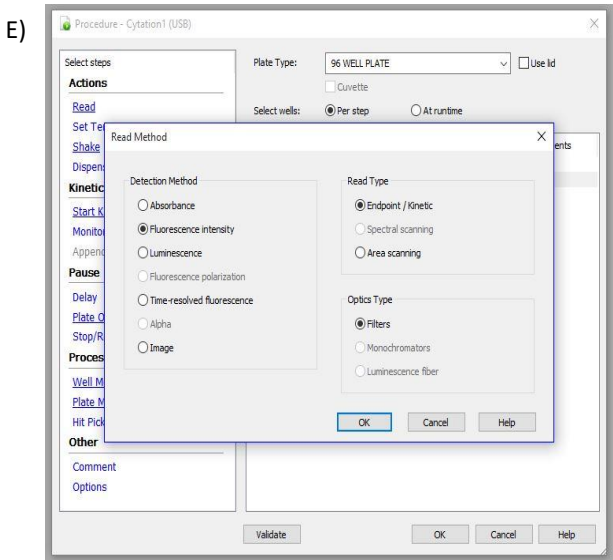 E)
Procedure - Cytation1 (USB)
Select steps
Actions
Read
Set Te
Shake
Dispens
Kinetic
Start K
Monito
Append
Pause
Delay
Plate O
Stop/R
Proces
Well M
Plate M
Hit Pick
Other
Comment
Options
Plate Type: 96 WELL PLATE Use lid
Cuvette
Select wells: Per step At runtime
ents
Read Method
Detection Method
Absorbance
Fluorescence intensity
Luminescence
Fluorescence polarization
Time-resolved fluorescence
Alpha
Image
Read Type
Endpoint / Kinetic
Spectral scanning
Area scanning
Optics Type
Filters
Monochromators
Luminescence fiber
OK Cancel Help
Validate OK Cancel Help